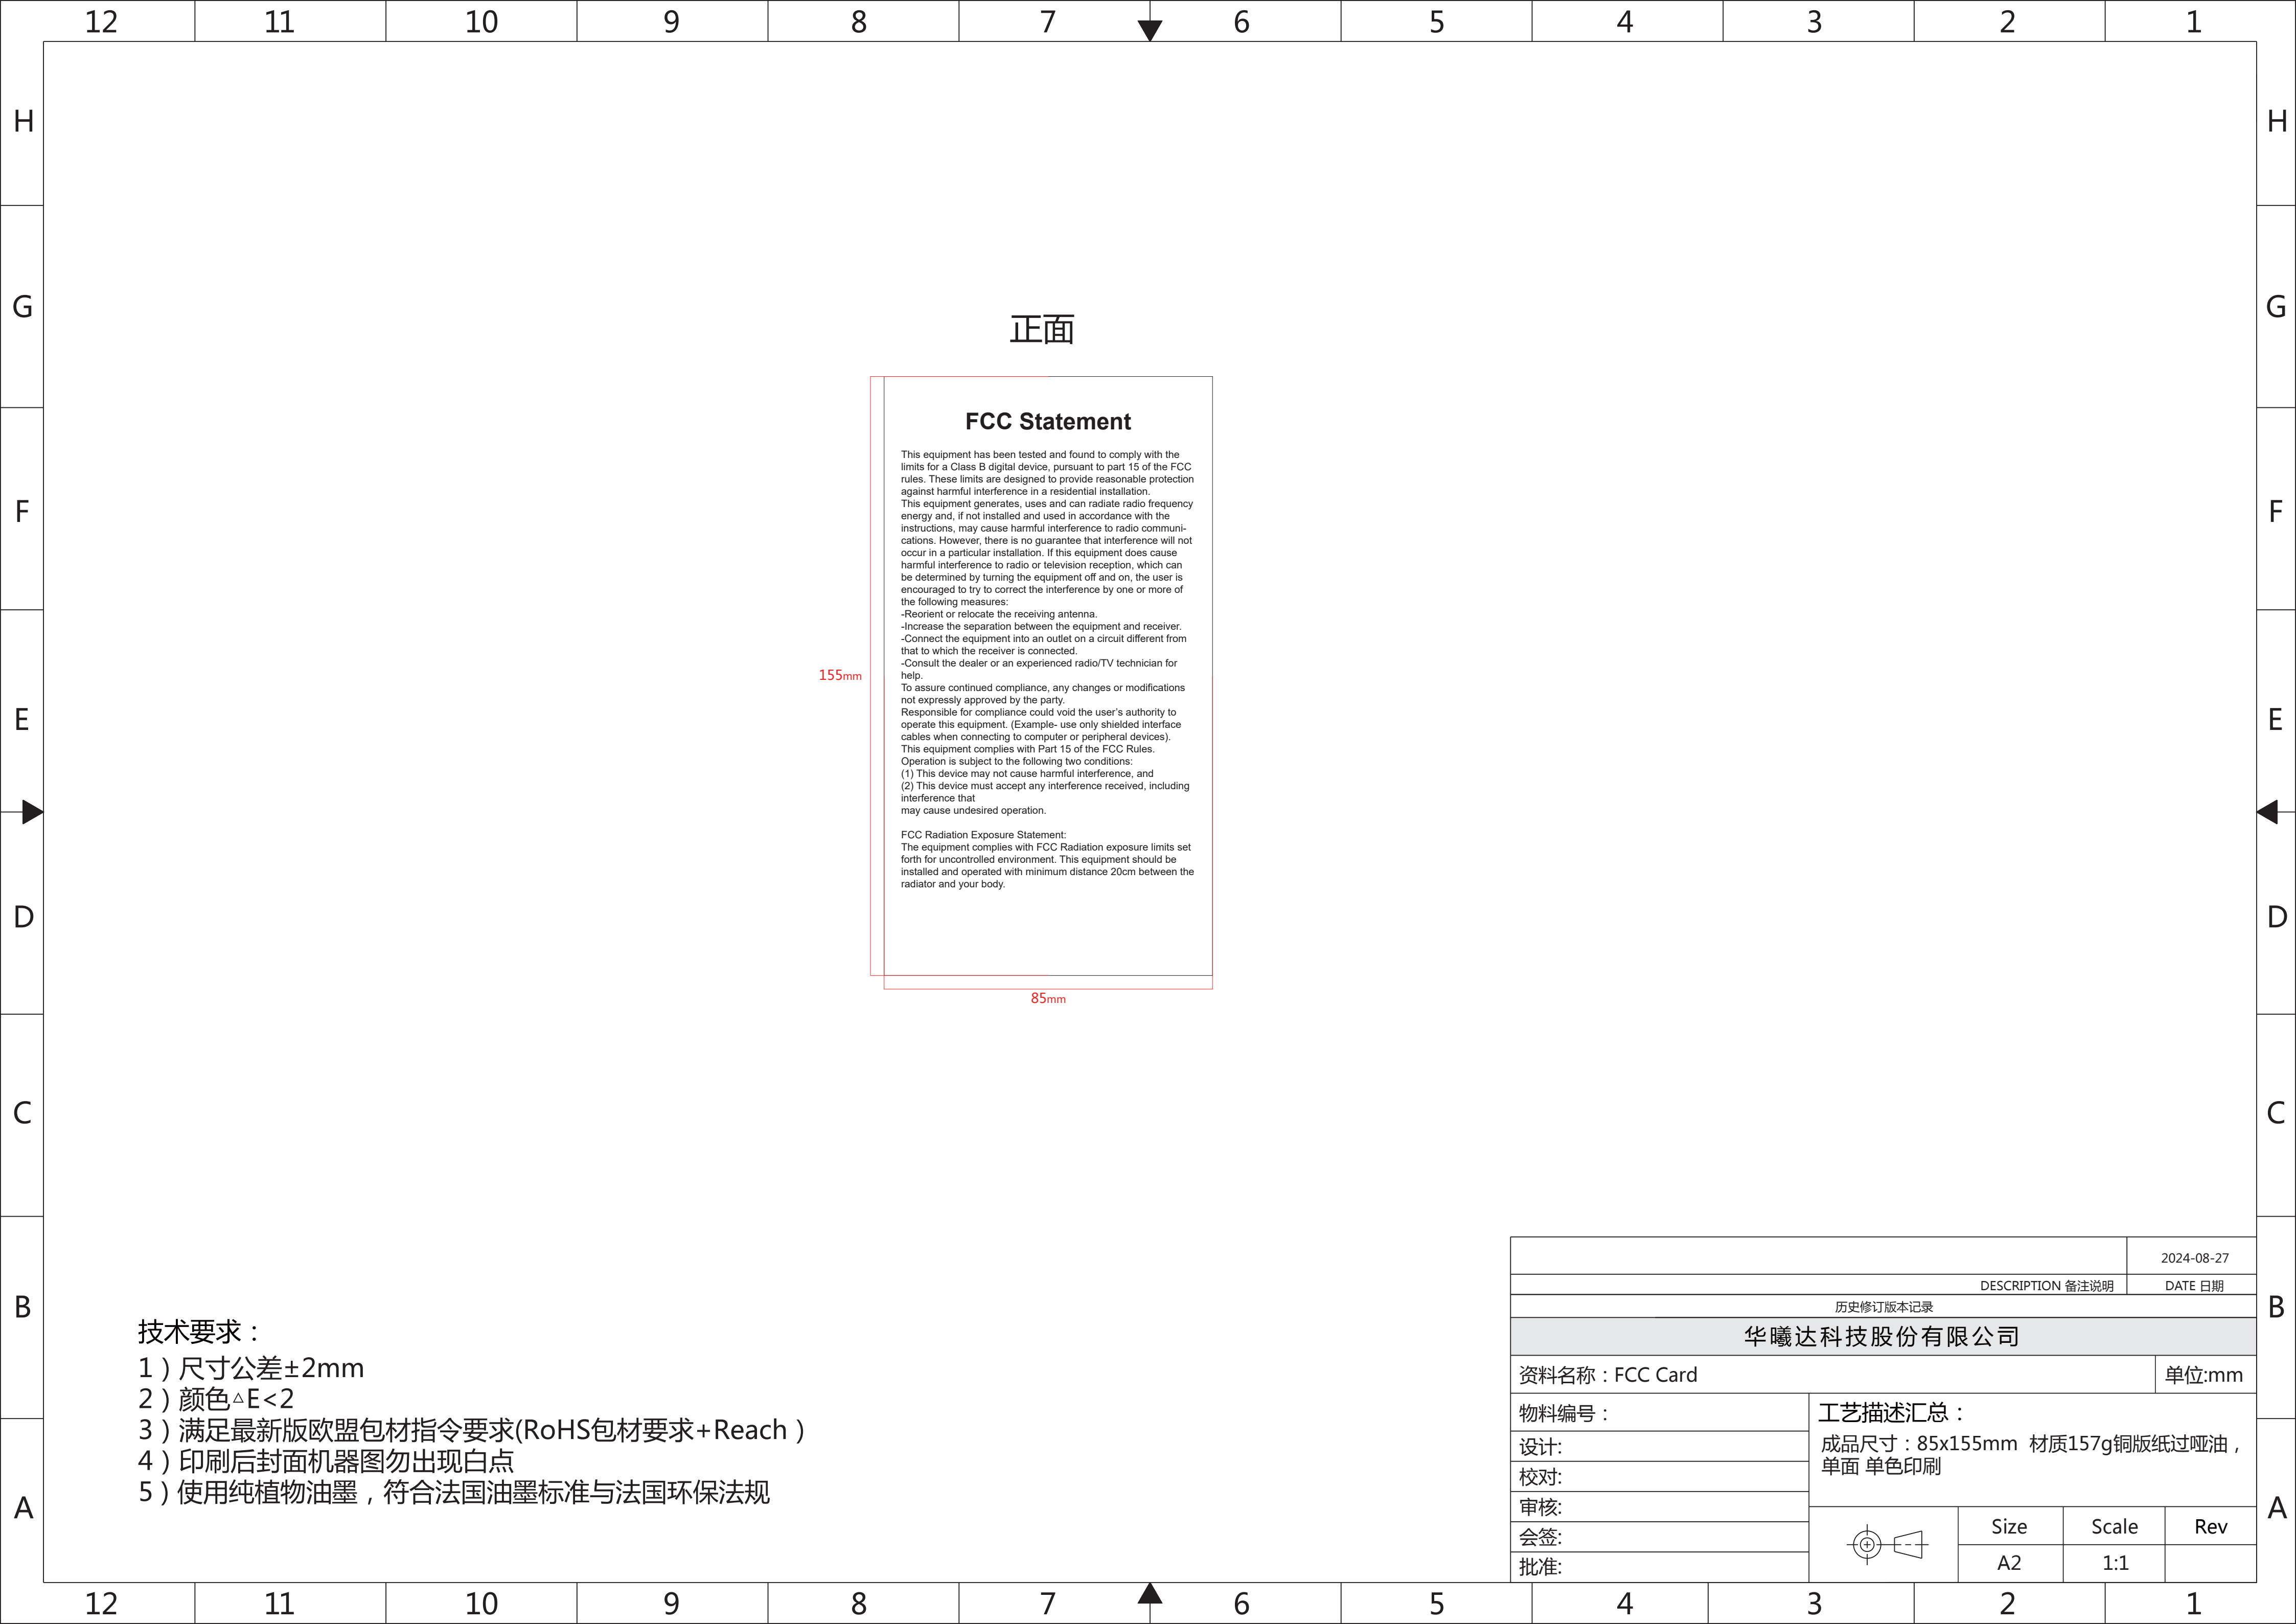 12 11 10 9 8 7 6 5 4 3 2 1
H H
G G
F F
E E
D D
C C
B B
A A
正面
FCC Statement
This equipment has been tested and found to comply with the
limits for a Class B digital device, pursuant to part 15 of the FCC
rules. These limits are designed to provide reasonable protection
against harmful interference in a residential installation.
This equipment generates, uses and can radiate radio frequency
energy and, if not installed and used in accordance with the
instructions, may cause harmful interference to radio communi-
cations. However, there is no guarantee that interference will not
occur in a particular installation. If this equipment does cause
harmful interference to radio or television reception, which can
be determined by turning the equipment off and on, the user is
encouraged to try to correct the interference by one or more of
the following measures:
-Reorient or relocate the receiving antenna.
-Increase the separation between the equipment and receiver.
-Connect the equipment into an outlet on a circuit different from
that to which the receiver is connected.
-Consult the dealer or an experienced radio/TV technician for
help.
To assure continued compliance, any changes or modifications
not expressly approved by the party.
Responsible for compliance could void the user's authority to
operate this equipment. (Example- use only shielded interface
cables when connecting to computer or peripheral devices).
This equipment complies with Part 15 of the FCC Rules.
Operation is subject to the following two conditions:
(1) This device may not cause harmful interference, and
(2) This device must accept any interference received, including
interference that
may cause undesired operation.
FCC Radiation Exposure Statement:
The equipment complies with FCC Radiation exposure limits set
forth for uncontrolled environment. This equipment should be
installed and operated with minimum distance 20cm between the
radiator and your body.
155mm
85mm
技术要求：
1）尺寸公差±2mm
2）颜色△E<2
3）满足最新版欧盟包材指令要求(RoHS包材要求+Reach）
4）印刷后封面机器图勿出现白点
5）使用纯植物油墨，符合法国油墨标准与法国环保法规
2024-08-27
DESCRIPTION 备注说明 DATE 日期
历史修订版本记录
华曦达科技股份有限公司
资料名称：FCC Card 单位:mm
物料编号：
设计:
校对:
审核:
会签:
批准:
工艺描述汇总：
成品尺寸：85x155mm 材质157g铜版纸过哑油，
单面 单色印刷
Size Scale Rev
A2 1:1
12 11 10 9 8 7 6 5 4 3 2 1